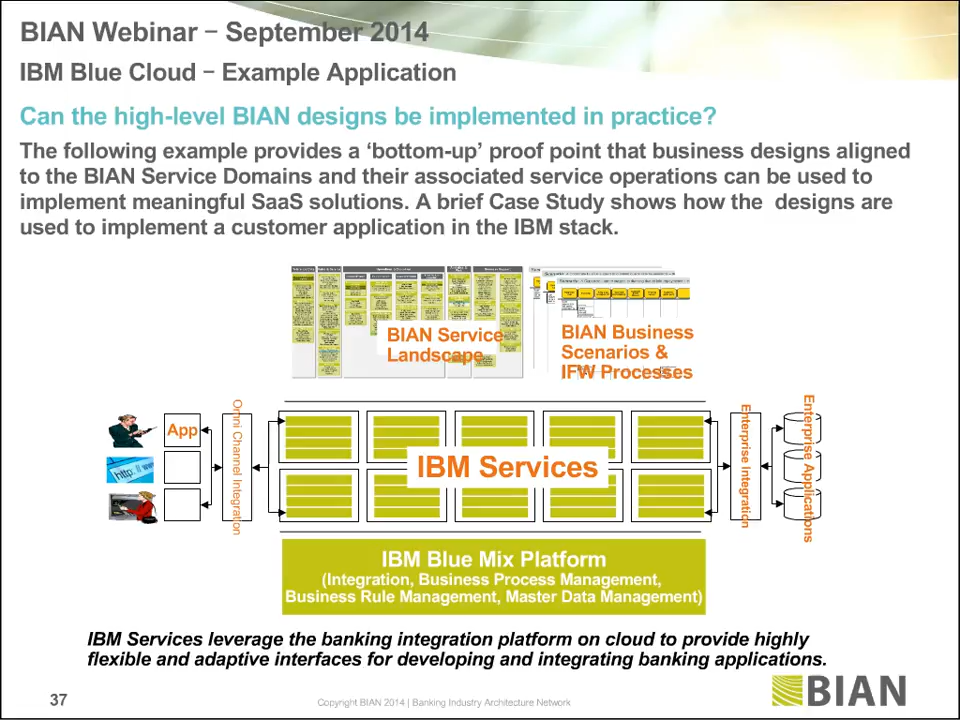 BIAN Webinar – September 2014
IBM Blue Cloud – Example Application
Can the high-level BIAN designs be implemented in practice?
The following example provides a ‘bottom-up’ proof point that business designs aligned
to the BIAN Service Domains and their associated service operations can be used to
implement meaningful SaaS solutions. A brief Case Study shows how the  designs are
used to implement a customer application in the IBM stack.
BIAN Service
Landscape
BIAN Business
Scenarios &
IFW Processes
App
http://www
Omni Channel Integration
IBM Services
Enterprise Integration
Enterprise Applications
IBM Blue Mix Platform
(Integration, Business Process Management,
Business Rule Management, Master Data Management)
IBM Services leverage the banking integration platform on cloud to provide highly
flexible and adaptive interfaces for developing and integrating banking applications.
37
Copyright BIAN 2014 | Banking Industry Architecture Network
BIAN